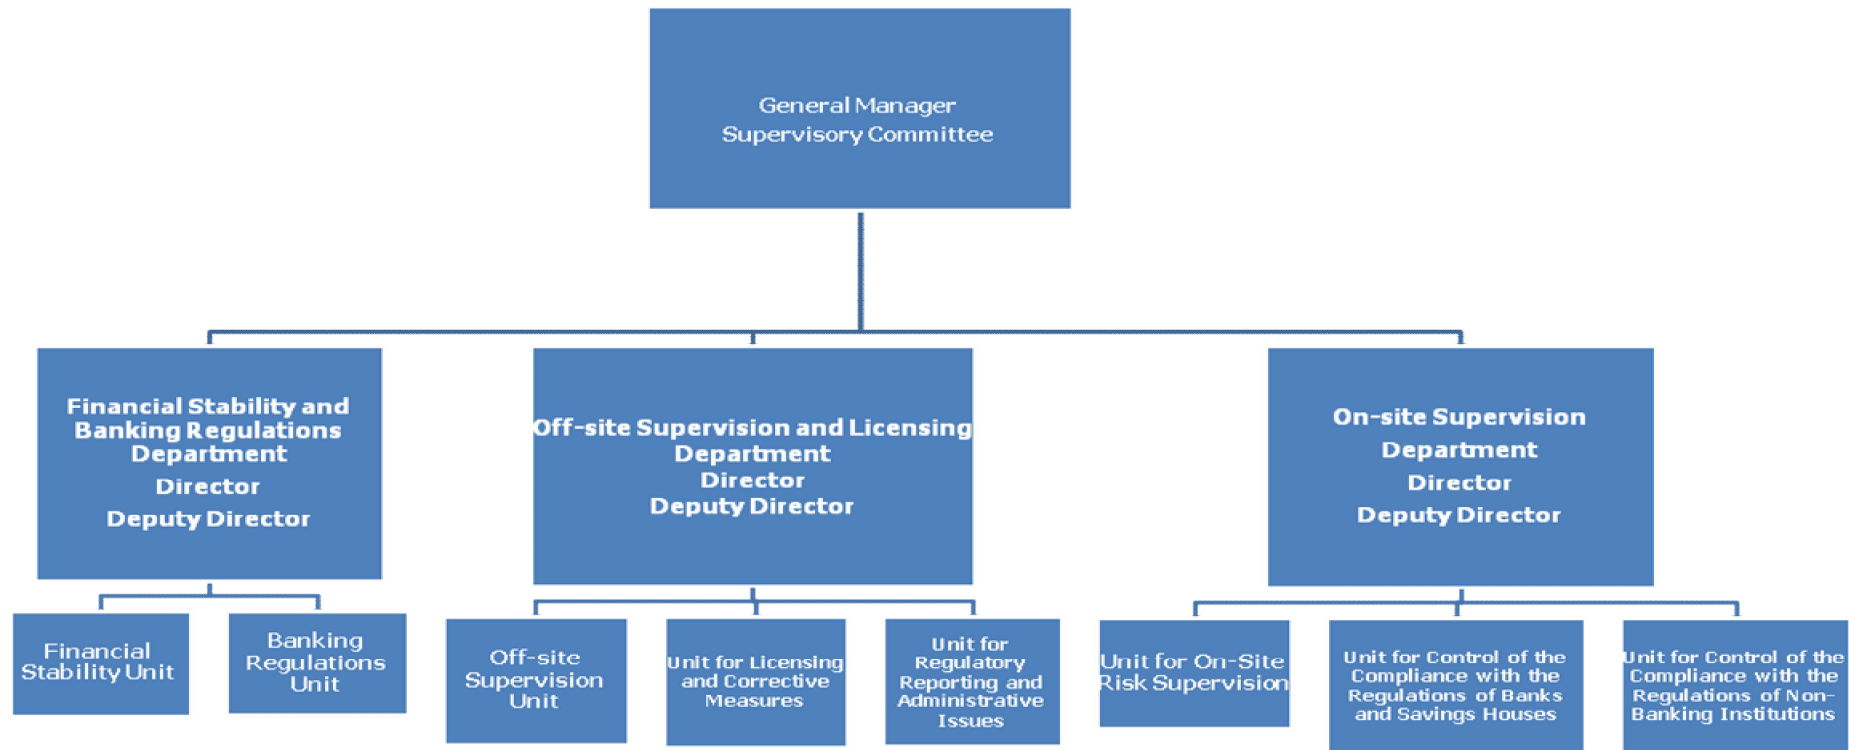 General Manager
Supervisory Committee
Financial Stability and
Banking Regulations
Department
Director
Deputy Director
Off-site Supervision and Licensing
Department
Director
Deputy Director
On-site Supervision
Department
Director
Deputy Director
Financial
Stability Unit
Banking
Regulations
Unit
Off-site
Supervision
Unit
Unit for Licensing
and Corrective
Measures
Unit for
Regulatory
Reporting and
Administrative
Issues
Unit for On-Site
Risk Supervision
Unit for Control of the
Compliance with the
Regulations of Banks
and Savings Houses
Unit for Control of the
Compliance with the
Regulations of Non-
Banking Institutions